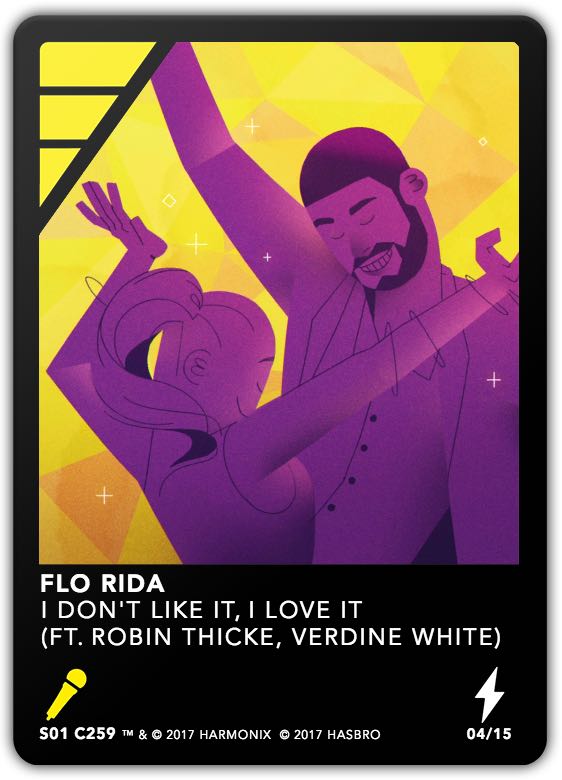 FLO RIDA
I DON'T LIKE IT, I LOVE IT
(FT. ROBIN THICKE, VERDINE WHITE)
S01 C259 ™ & © 2017 HARMONIX © 2017 HASBRO 04/15